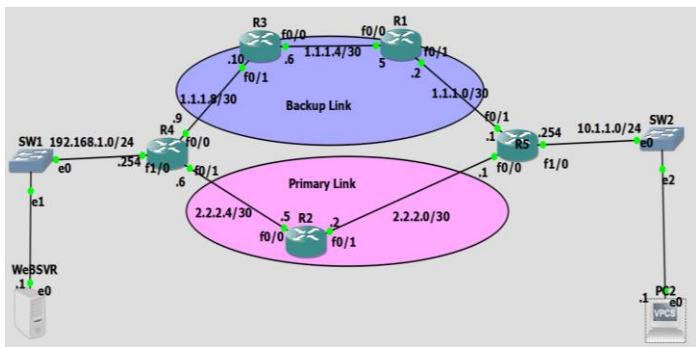 R3
f0/0
f0/0
R1
1.1.1.4/30
.10
.6
5
f0/1
f0/1
.2
1.1.1.8/30
Backup Link
1.1.1.0/30
.9
R4
f0/0
f0/1
SW2
SW1
192.168.1.0/24
.1
.254
10.1.1.0/24
R5
e0
e0
.254
f1/0
f0/1
f0/0
f1/0
.6
Primary Link
.1
e1
e2
2.2.2.4/30
.5
R2
.2
2.2.2.0/30
f0/0
f0/1
WeBSVR
.1
e0
PC2
.1
e0
VPCS